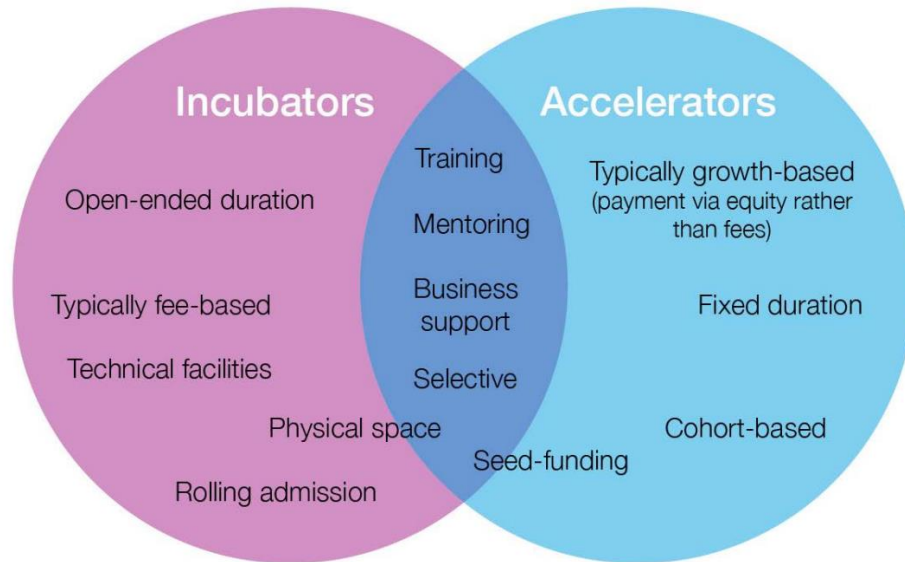 Incubators
Open-ended duration
Typically fee-based
Technical facilities
Physical space
Rolling admission
Training
Mentoring
Business
support
Selective
Seed-funding
Accelerators
Typically growth-based
(payment via equity rather
than fees)
Fixed duration
Cohort-based